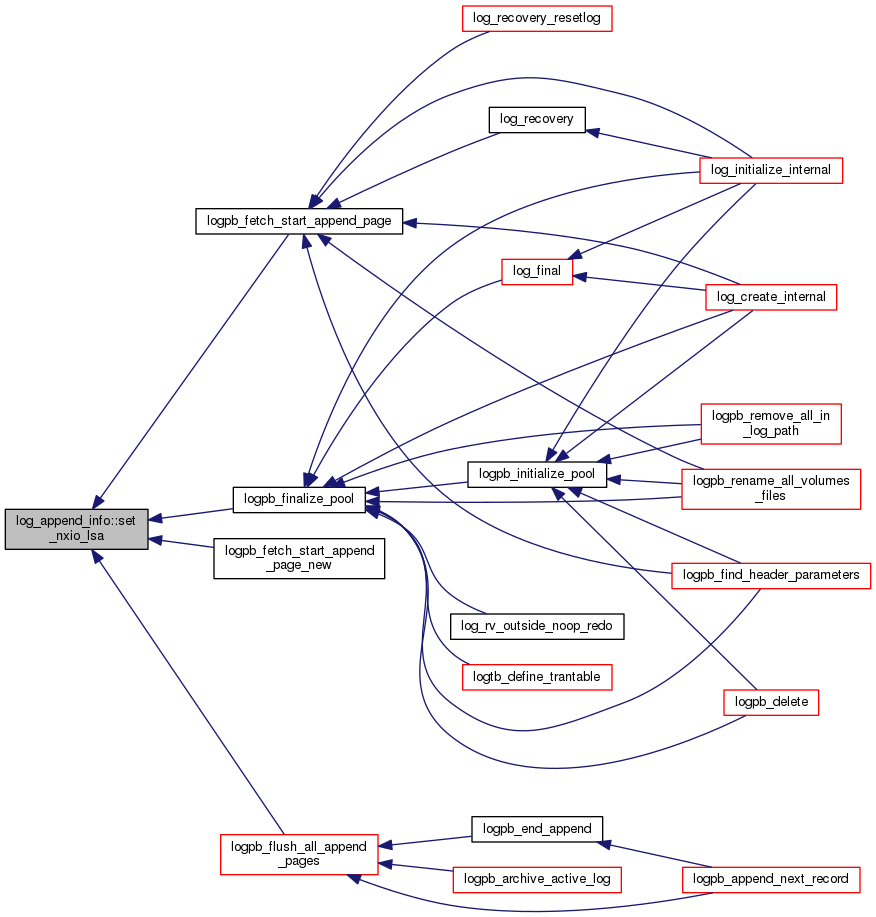 log_recovery_resetlog
log_recovery
log_initialize_internal
logpb_fetch_start_append_page
log_final
log_create_internal
logpb_remove_all_in
_log_path
logpb_initialize_pool
logpb_rename_all_volumes
_files
logpb_finalize_pool
log_append_info::set
_nxio_lsa
logpb_fetch_start_append
_page_new
logpb_find_header_parameters
log_rv_outside_noop_redo
logtb_define_trantable
logpb_delete
logpb_end_append
logpb_flush_all_append
_pages
logpb_archive_active_log
logpb_append_next_record